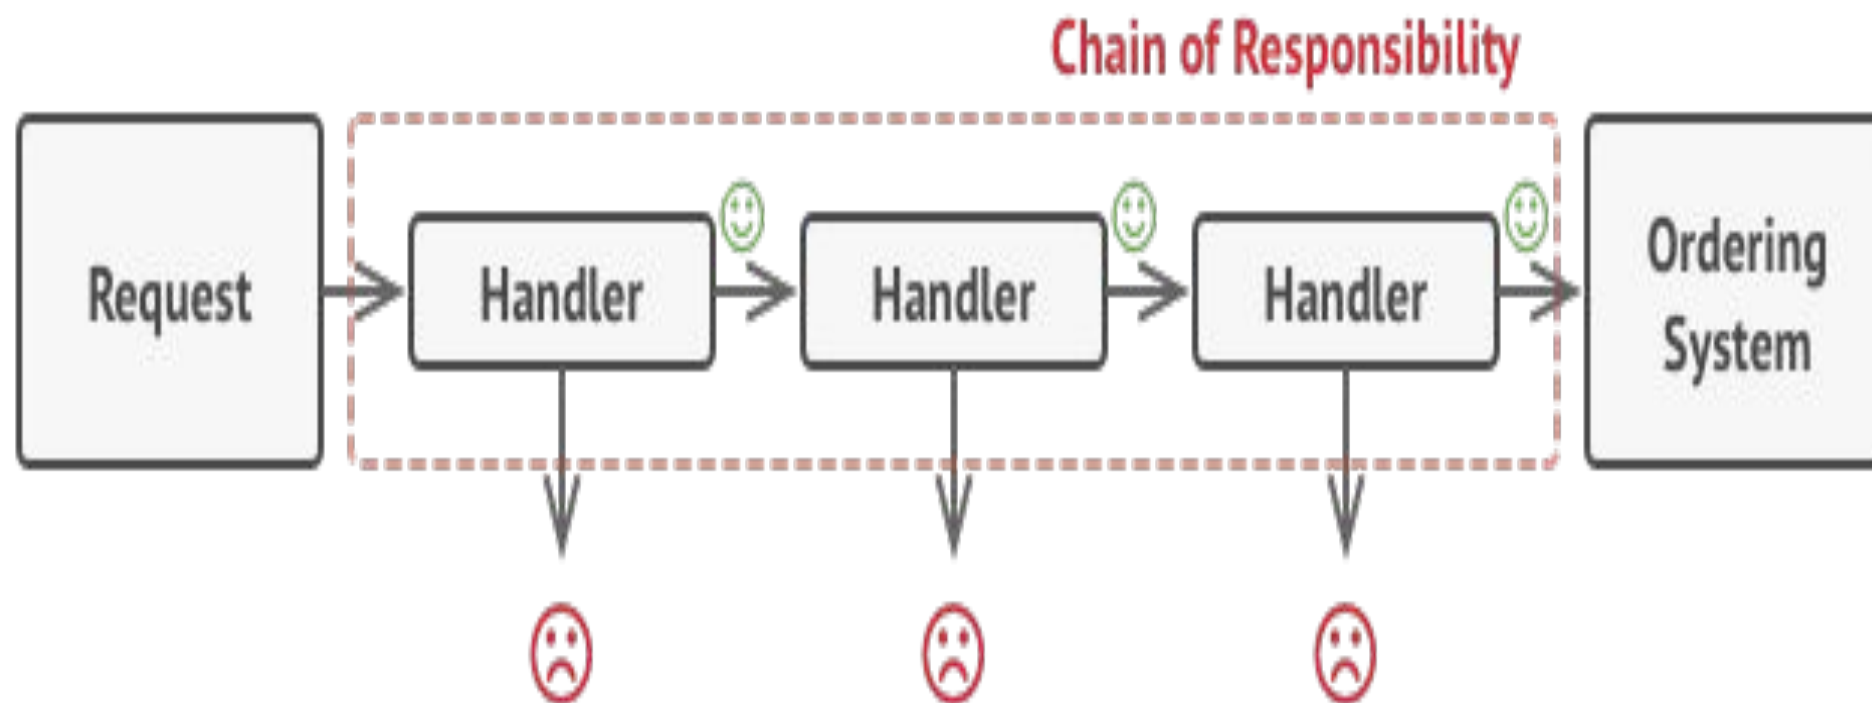 Chain of Responsibility
Request
Handler
Handler
Handler
Ordering
System